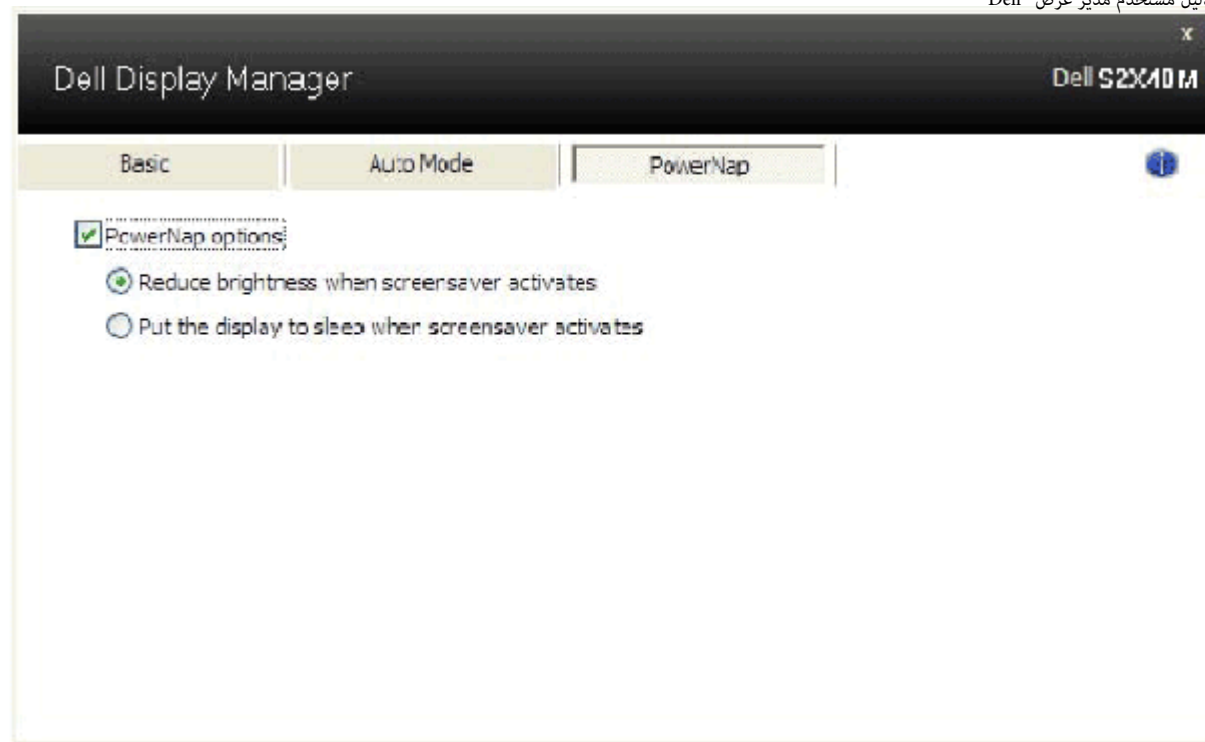 دليل مستخدم مدير عرض Dell
x
Dell Display Manager
Dell S2X40 M
Basic
Auto Mode
PowerNap
PowerNap options
Reduce brightness when screensaver activates
Put the display to sleep when screensaver activates